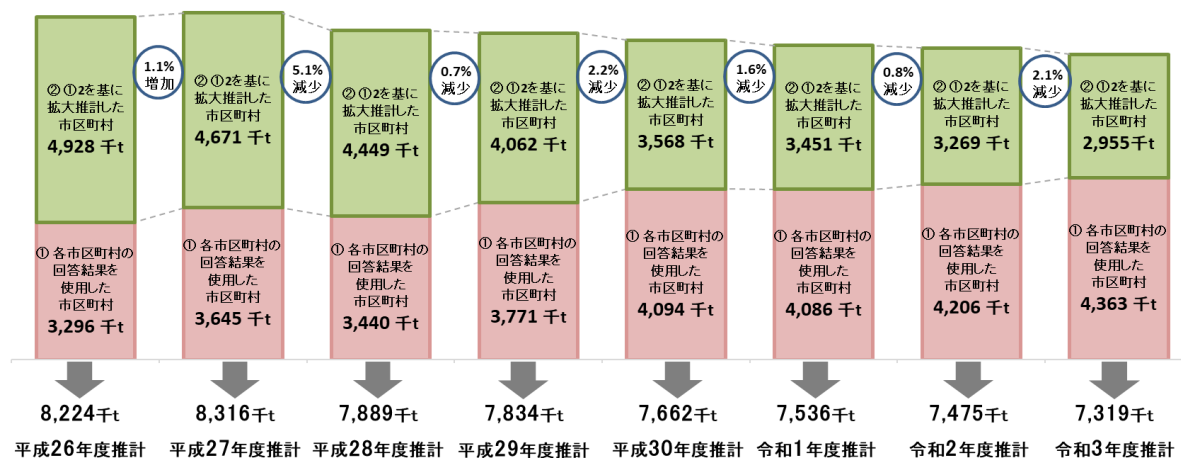 ② ①2を基に
拡大推計した
市区町村
4,928 千t
① 各市区町村の
回答結果を
使用した
市区町村
3,296 千t
8,224千t
平成26年度推計
1.1%
増加
② ①2を基に
拡大推計した
市区町村
4,671 千t
① 各市区町村の
回答結果を
使用した
市区町村
3,645 千t
8,316千t
平成27年度推計
5.1%
減少
② ①2を基に
拡大推計した
市区町村
4,449 千t
① 各市区町村の
回答結果を
使用した
市区町村
3,440 千t
7,889千t
平成28年度推計
0.7%
減少
② ①2を基に
拡大推計した
市区町村
4,062 千t
① 各市区町村の
回答結果を
使用した
市区町村
3,771 千t
7,834千t
平成29年度推計
2.2%
減少
② ①2を基に
拡大推計した
市区町村
3,568 千t
① 各市区町村の
回答結果を
使用した
市区町村
4,094 千t
7,662千t
平成30年度推計
1.6%
減少
② ①2を基に
拡大推計した
市区町村
3,451 千t
① 各市区町村の
回答結果を
使用した
市区町村
4,086 千t
7,536千t
令和1年度推計
0.8%
減少
② ①2を基に
拡大推計した
市区町村
3,269 千t
① 各市区町村の
回答結果を
使用した
市区町村
4,206 千t
7,475千t
令和2年度推計
2.1%
減少
② ①2を基に
拡大推計した
市区町村
2,955千t
① 各市区町村の
回答結果を
使用した
市区町村
4,363 千t
7,319千t
令和3年度推計